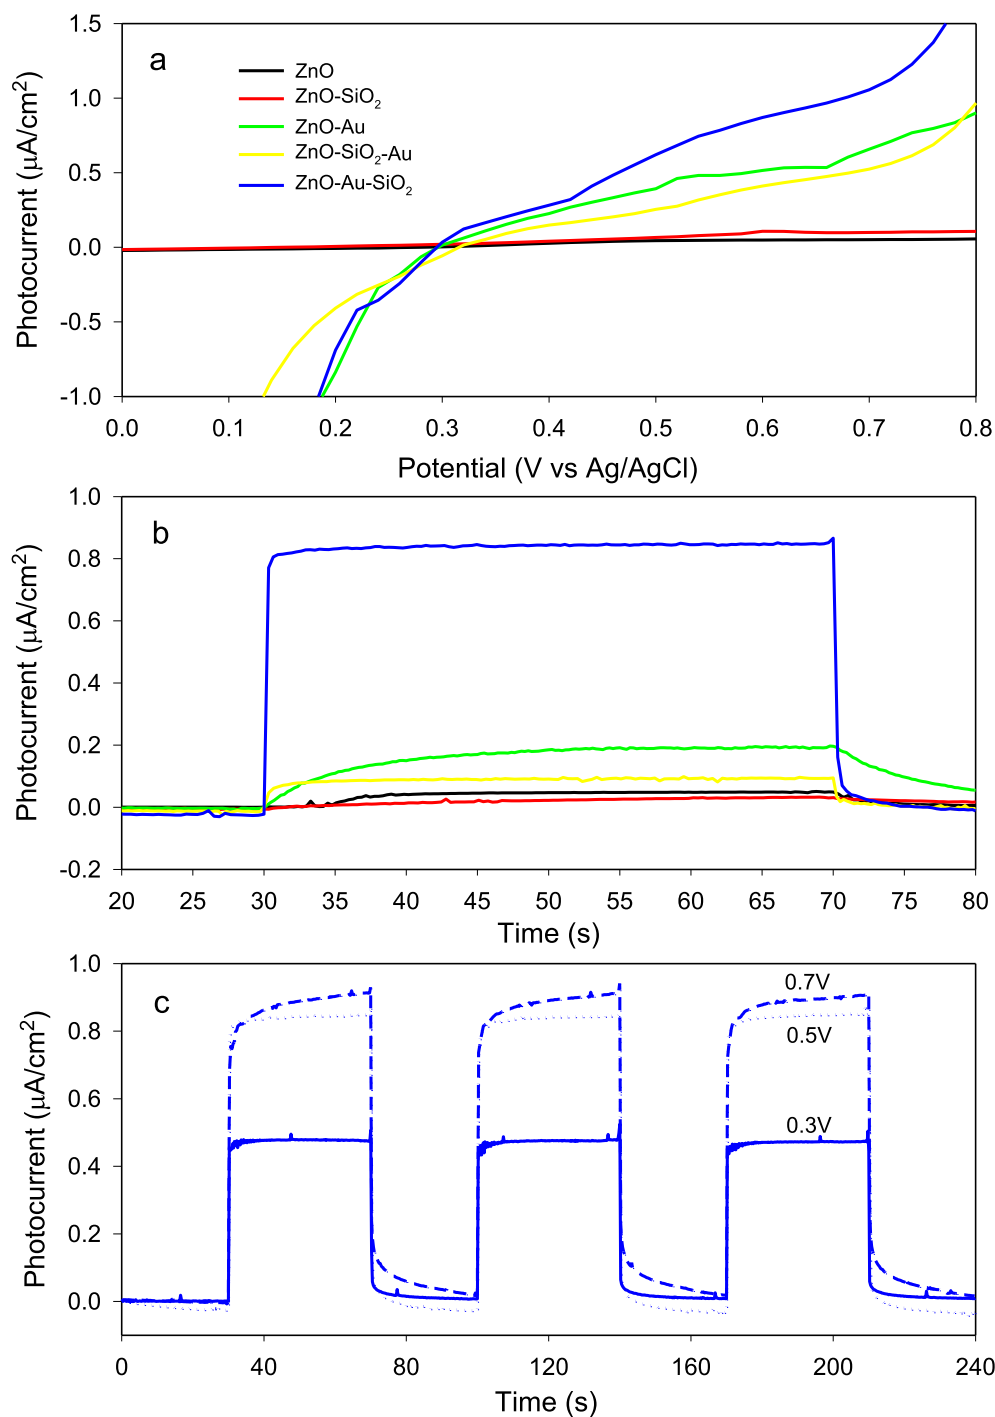 a
ZnO
ZnO-SiO₂
ZnO-Au
ZnO-SiO₂-Au
ZnO-Au-SiO₂
Photocurrent (μA/cm²)
1.5
1.0
0.5
0.0
-0.5
-1.0
0.0 0.1 0.2 0.3 0.4 0.5 0.6 0.7 0.8
Potential (V vs Ag/AgCl)
b
Photocurrent (μA/cm²)
1.0
0.8
0.6
0.4
0.2
0.0
-0.2
20 25 30 35 40 45 50 55 60 65 70 75 80
Time (s)
c
0.7V
0.5V
0.3V
Photocurrent (μA/cm²)
1.0
0.8
0.6
0.4
0.2
0.0
0 40 80 120 160 200 240
Time (s)